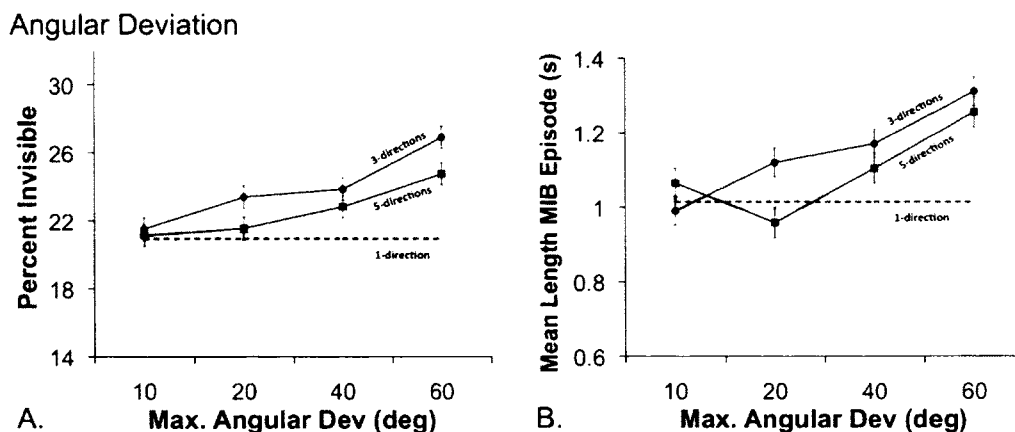 Angular Deviation
Percent Invisible
30
26
22
18
14
3-directions
5-directions
1-direction
10 20 40 60
A. Max. Angular Dev (deg)
Mean Length MIB Episode (s)
1.4
1.2
1
0.8
0.6
3-directions
5-directions
1-direction
10 20 40 60
B. Max. Angular Dev (deg)